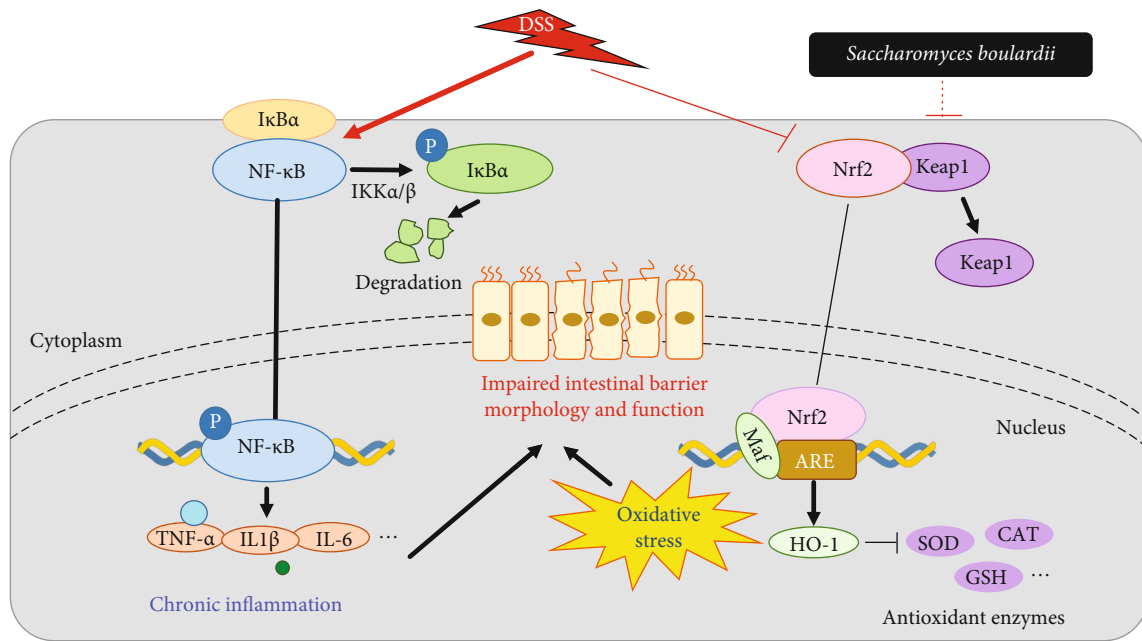 DSS
Saccharomyces boulardii
IκBα
NF-κB
P
IκBα
IKKα/β
Degradation
Nrf2
Keap1
Keap1
Cytoplasm
Impaired intestinal barrier
morphology and function
Nucleus
P
NF-κB
Nrf2
Maf
ARE
TNF-α
IL1β
IL-6
...
Oxidative
stress
HO-1
SOD
CAT
GSH
...
Chronic inflammation
Antioxidant enzymes